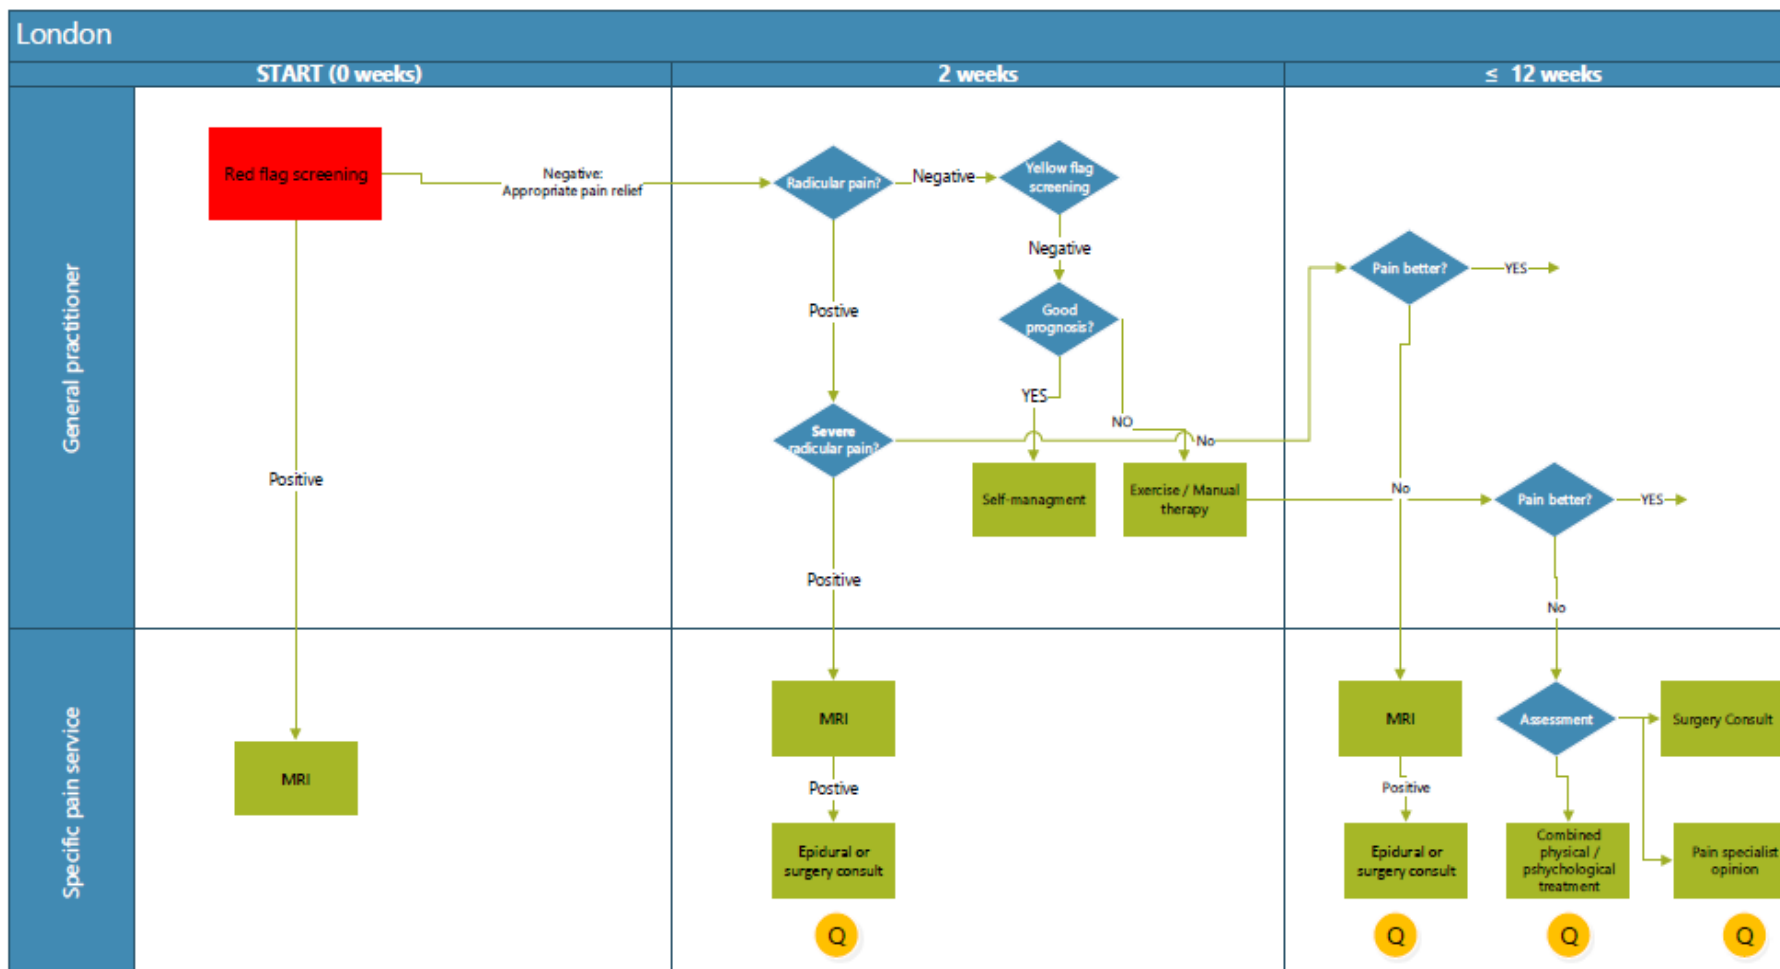 London
START (0 weeks)
2 weeks
≤ 12 weeks
General practitioner
Red flag screening
Negative:
Appropriate pain relief
Radicular pain?
Negative
Yellow flag
screening
Negative
Postive
Good
prognosis?
Pain better?
YES
YES
NO
Severe
radicular pain?
No
Positive
Self-managment
Exercise / Manual
therapy
No
Pain better?
YES
Positive
No
Specific pain service
MRI
MRI
MRI
Assessment
Surgery Consult
Postive
Positive
Epidural or
surgery consult
Epidural or
surgery consult
Combined
physical /
pshychological
treatment
Pain specialist
opinion
Q
Q
Q
Q